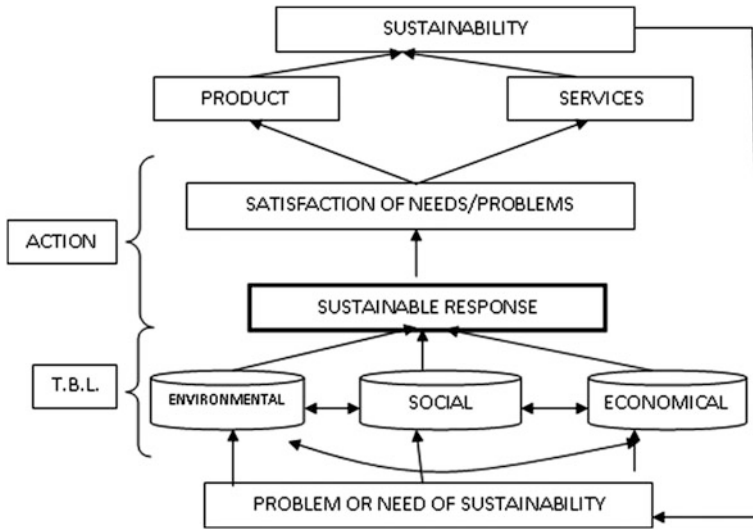 SUSTAINABILITY
PRODUCT
SERVICES
SATISFACTION OF NEEDS/PROBLEMS
ACTION
SUSTAINABLE RESPONSE
T.B.L.
ENVIRONMENTAL
SOCIAL
ECONOMICAL
PROBLEM OR NEED OF SUSTAINABILITY